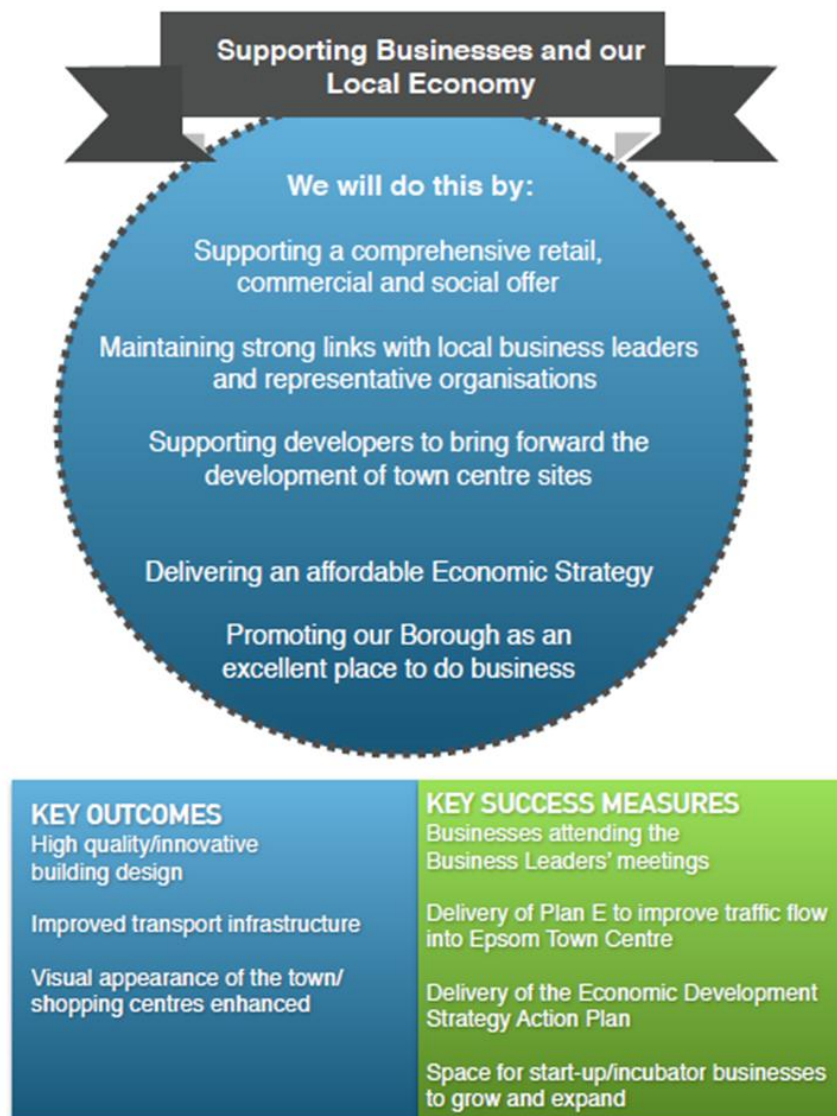 Supporting Businesses and our
Local Economy
We will do this by:
Supporting a comprehensive retail,
commercial and social offer
Maintaining strong links with local business leaders
and representative organisations
Supporting developers to bring forward the
development of town centre sites
Delivering an affordable Economic Strategy
Promoting our Borough as an
excellent place to do business
KEY OUTCOMES
High quality/innovative
building design
Improved transport infrastructure
Visual appearance of the town/
shopping centres enhanced
KEY SUCCESS MEASURES
Businesses attending the
Business Leaders' meetings
Delivery of Plan E to improve traffic flow
into Epsom Town Centre
Delivery of the Economic Development
Strategy Action Plan
Space for start-up/incubator businesses
to grow and expand